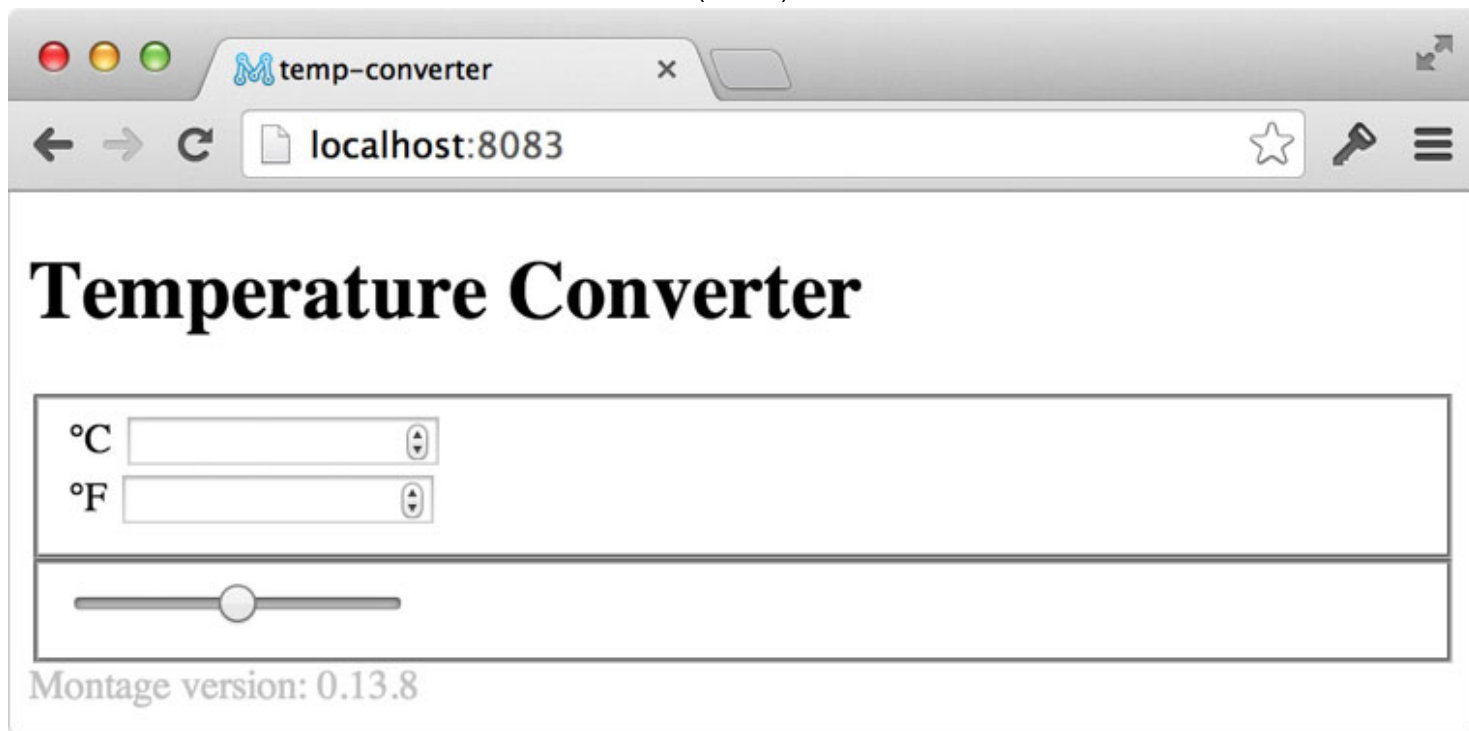 temp-converter
localhost:8083
Temperature Converter
°C
°F
Montage version: 0.13.8